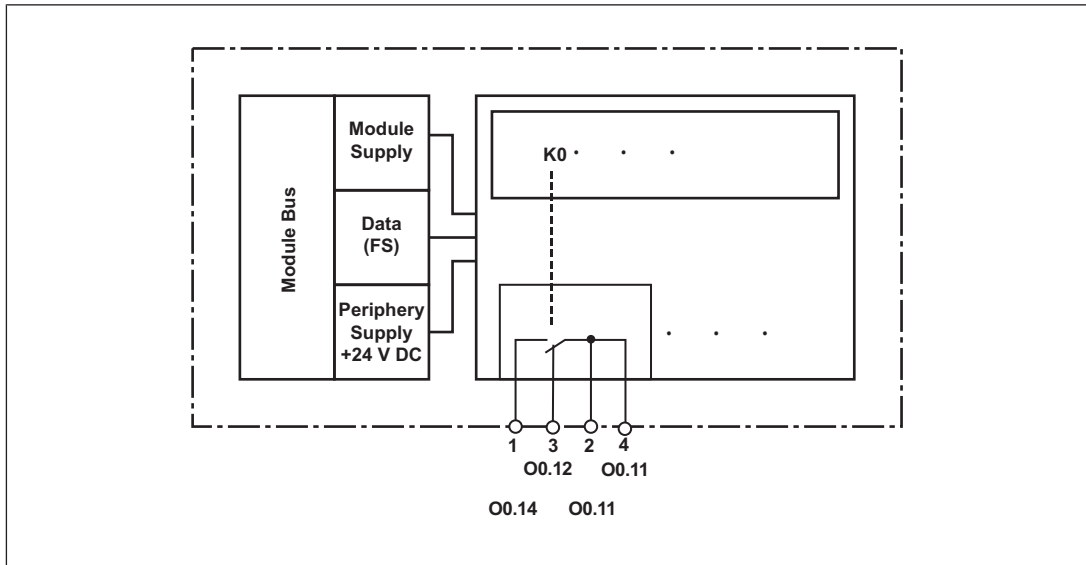 Module Bus
Module
Supply
Data
(FS)
Periphery
Supply
+24 V DC
K0 · · ·
· · ·
1 3 2 4
O0.12 O0.11
O0.14 O0.11